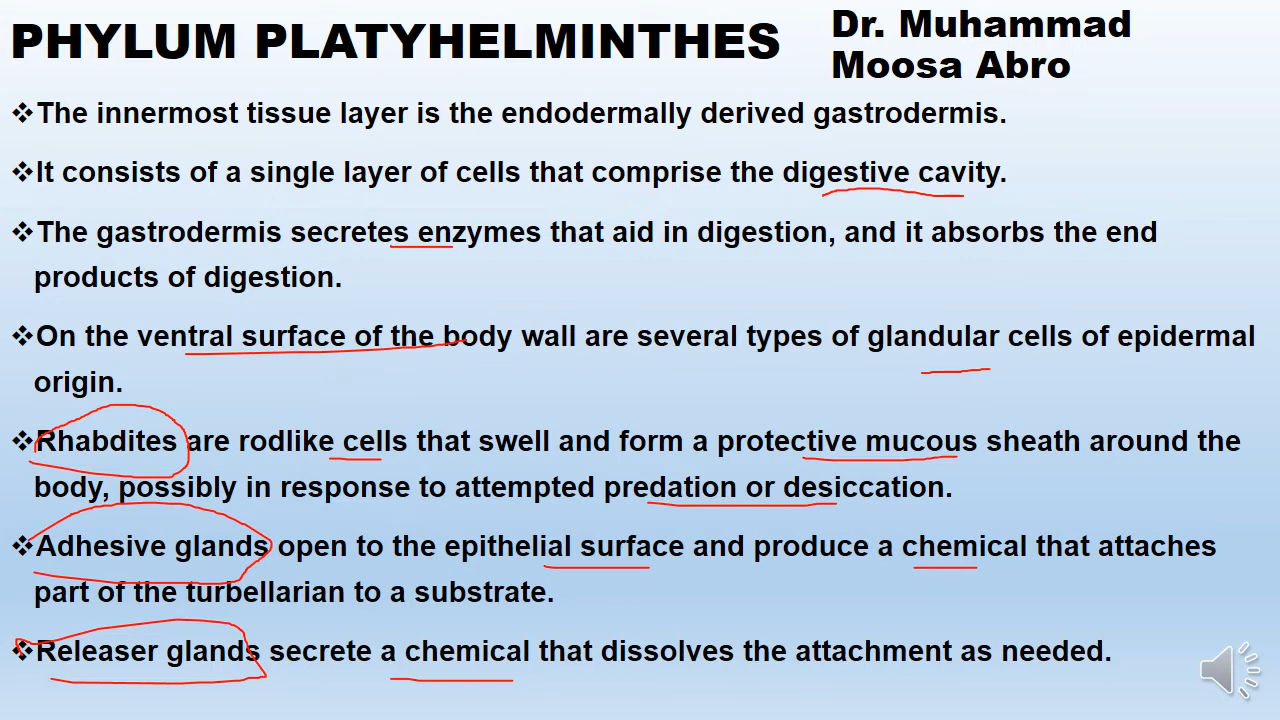 PHYLUM PLATYHELMINTHES
Dr. Muhammad
Moosa Abro
❖The innermost tissue layer is the endodermally derived gastrodermis.
❖It consists of a single layer of cells that comprise the digestive cavity.
❖The gastrodermis secretes enzymes that aid in digestion, and it absorbs the end
products of digestion.
❖On the ventral surface of the body wall are several types of glandular cells of epidermal
origin.
❖Rhabdites are rodlike cells that swell and form a protective mucous sheath around the
body, possibly in response to attempted predation or desiccation.
❖Adhesive glands open to the epithelial surface and produce a chemical that attaches
part of the turbellarian to a substrate.
❖Releaser glands secrete a chemical that dissolves the attachment as needed.